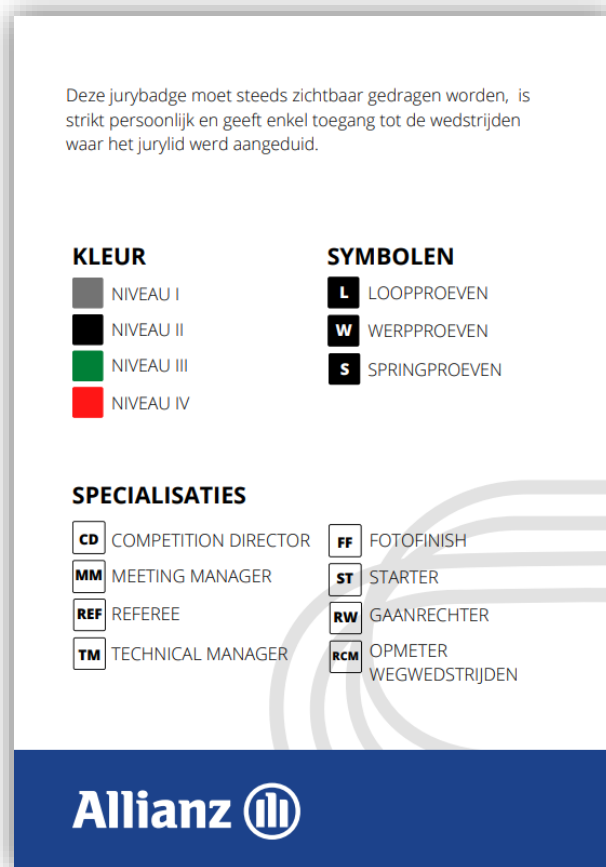 Deze jurybadge moet steeds zichtbaar gedragen worden, is
strikt persoonlijk en geeft enkel toegang tot de wedstrijden
waar het jurylid werd aangeduid.
KLEUR
NIVEAU I
NIVEAU II
NIVEAU III
NIVEAU IV
SYMBOLEN
L LOOPPROEVEN
W WERPPROEVEN
S SPRINGPROEVEN
SPECIALISATIES
CD COMPETITION DIRECTOR
MM MEETING MANAGER
REF REFEREE
TM TECHNICAL MANAGER
FF FOTOFINISH
ST STARTER
RW GAANRECHTER
RCM OPMETER
WEGWEDSTRIJDEN
Allianz